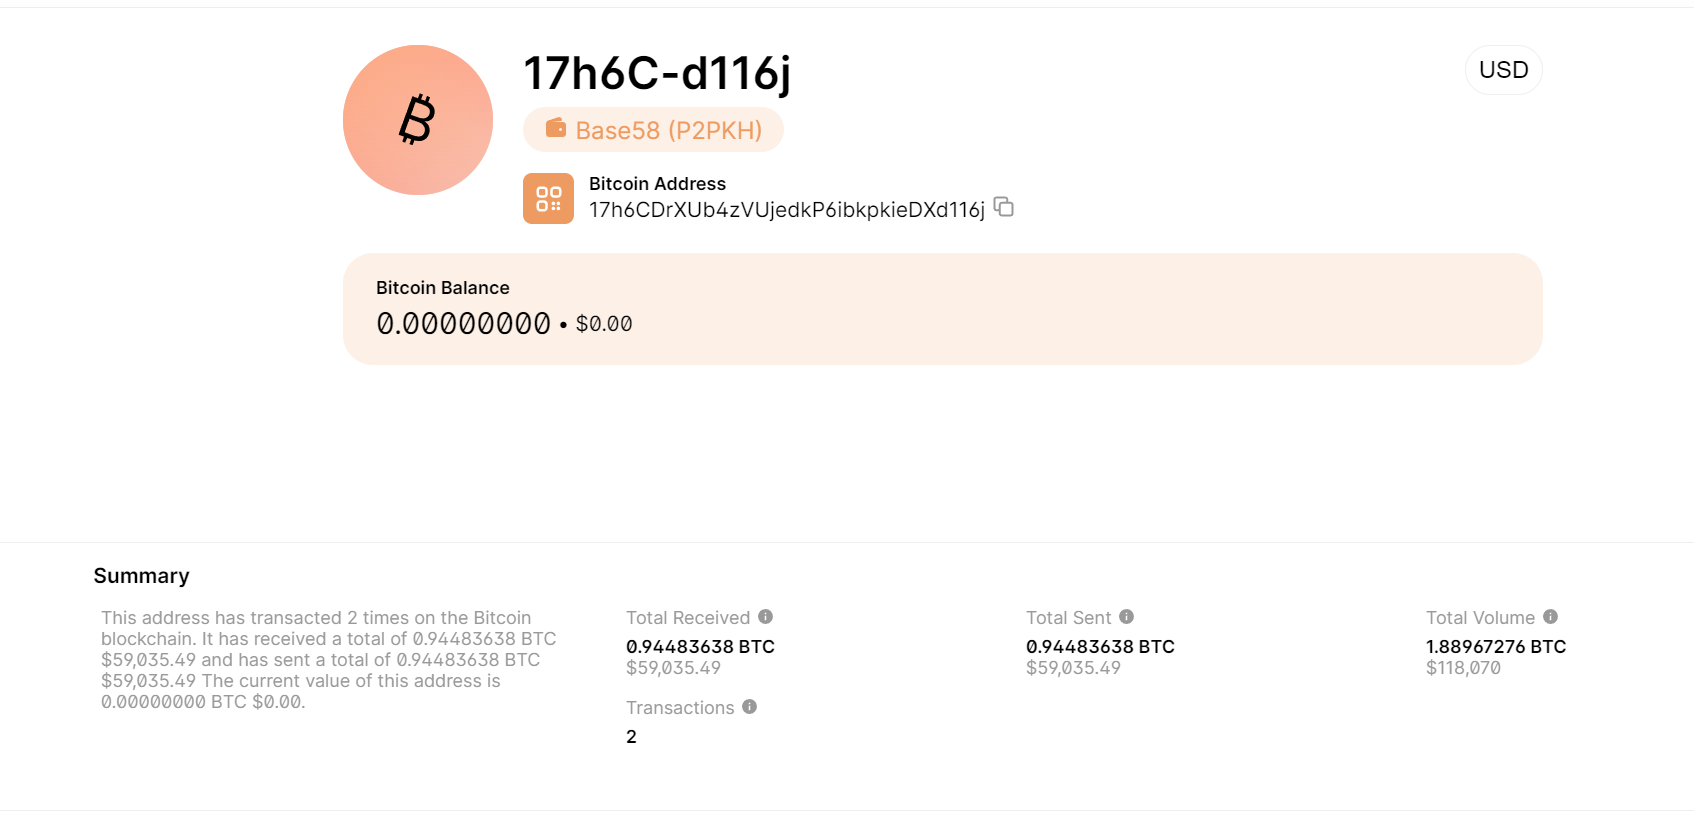 17h6C-d116j
USD
Base58 (P2PKH)
Bitcoin Address
17h6CDrXUb4zVUjedkP6ibkpkieDXd116j
Bitcoin Balance
0.00000000 • $0.00
Summary
This address has transacted 2 times on the Bitcoin
blockchain. It has received a total of 0.94483638 BTC
$59,035.49 and has sent a total of 0.94483638 BTC
$59,035.49 The current value of this address is
0.00000000 BTC $0.00.
Total Received
0.94483638 BTC
$59,035.49
Total Sent
0.94483638 BTC
$59,035.49
Total Volume
1.88967276 BTC
$118,070
Transactions
2